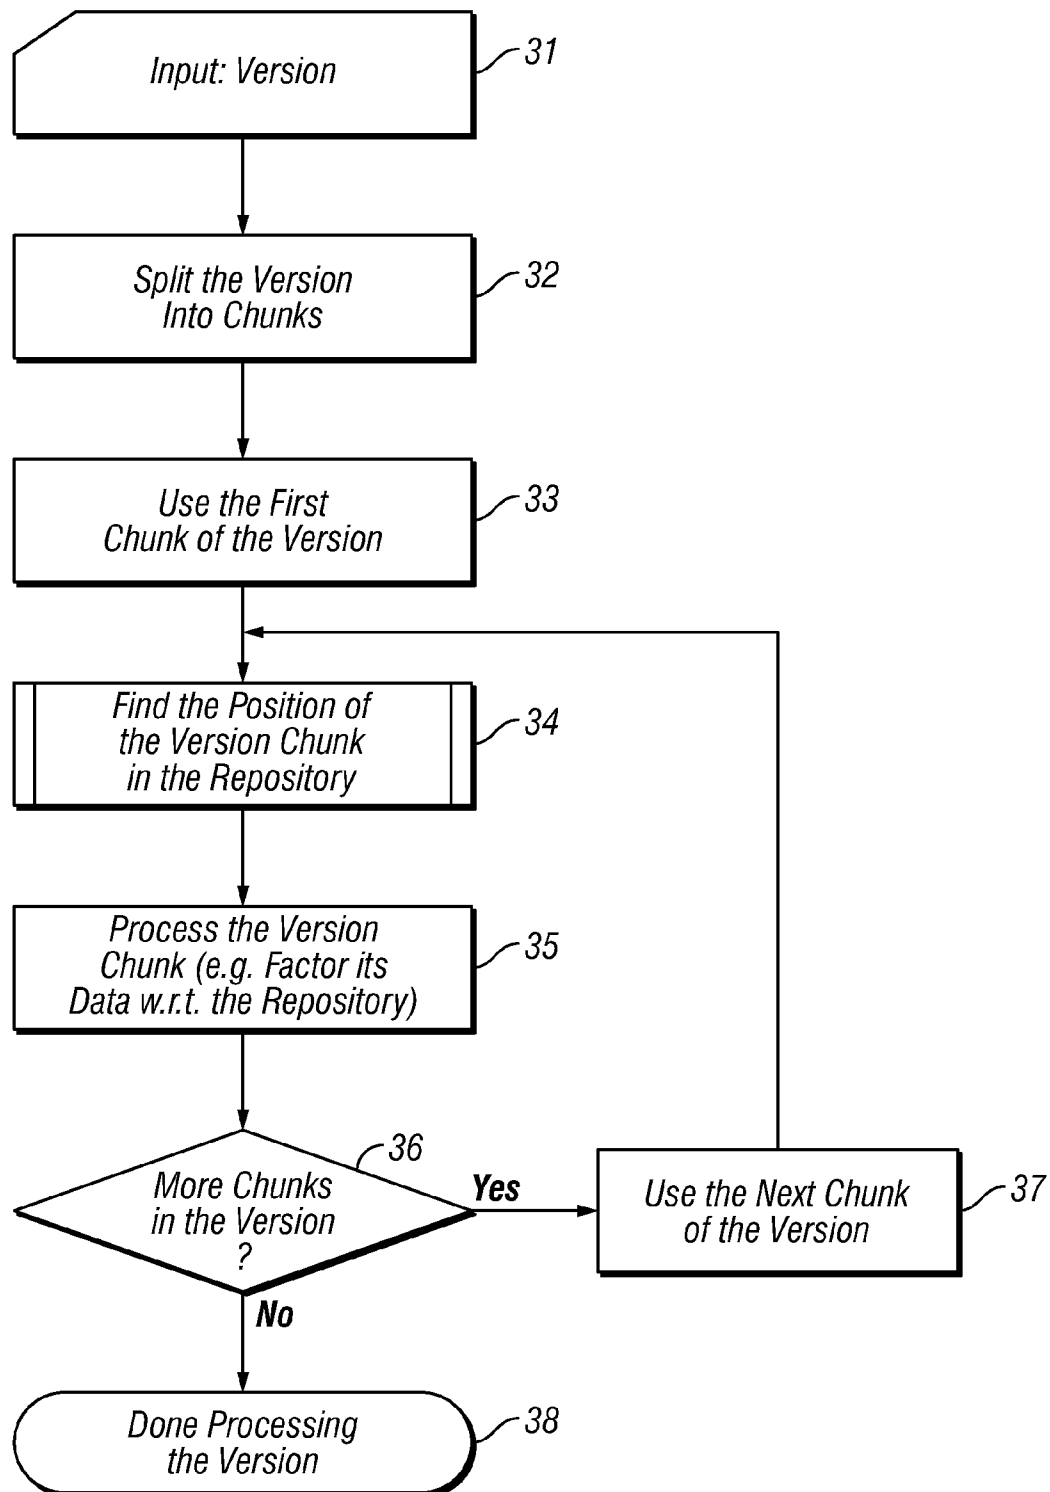 Input: Version
31
Split the Version
Into Chunks
32
Use the First
Chunk of the Version
33
Find the Position of
the Version Chunk
in the Repository
34
Process the Version
Chunk (e.g. Factor its
Data w.r.t. the Repository)
35
More Chunks
in the Version
?
36
Yes
Use the Next Chunk
of the Version
37
No
Done Processing
the Version
38